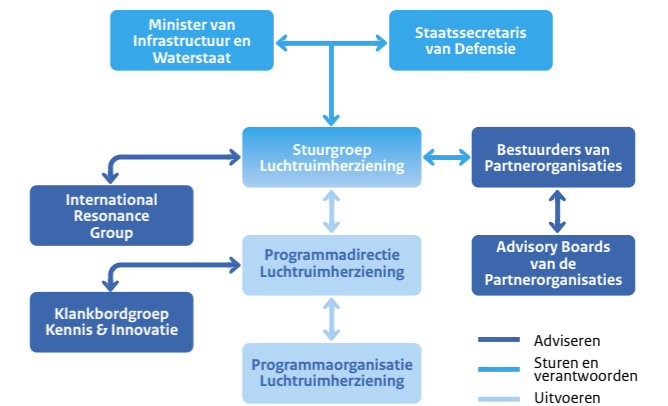 Minister van
Infrastructuur en
Waterstaat
Staatssecretaris
van Defensie
Stuurgroep
Luchtruimherziening
Bestuurders van
Partnerorganisaties
International
Resonance
Group
Programmadirectie
Luchtruimherziening
Advisory Boards
van de
Partnerorganisaties
Klankbordgroep
Kennis & Innovatie
Programmaorganisatie
Luchtruimherziening
Adviseren
Sturen en
verantwoorden
Uitvoeren